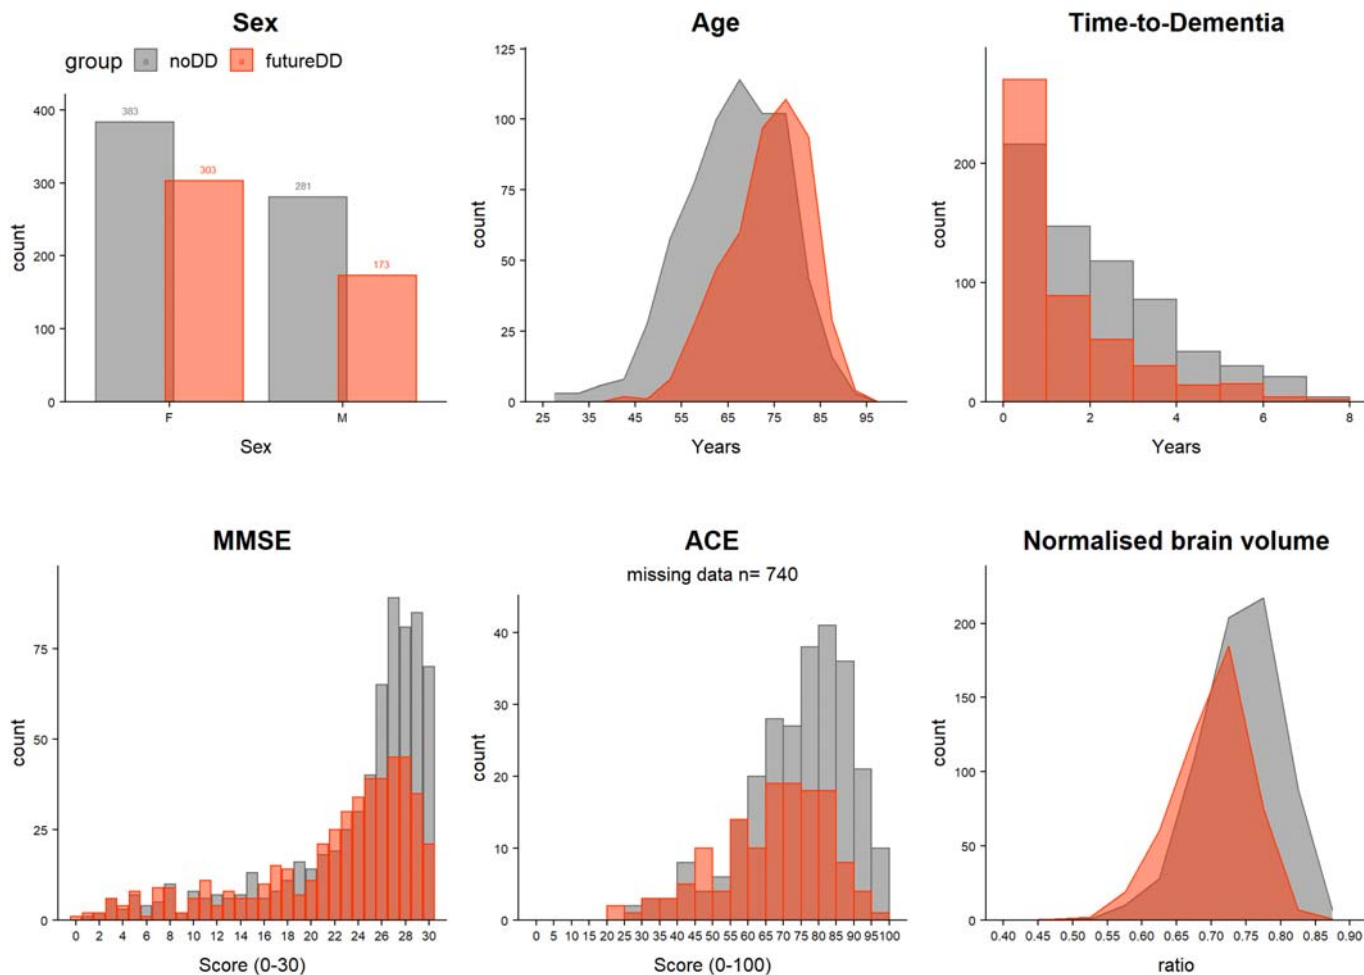 Sex
group noDD futureDD
count
400
300
200
100
0
383
303
281
173
F M
Sex
Age
count
125
100
75
50
25
0
25 35 45 55 65 75 85 95
Years
Time-to-Dementia
count
200
100
0
0 2 4 6 8
Years
MMSE
count
75
50
25
0
0 2 4 6 8 10 12 14 16 18 20 22 24 26 28 30
Score (0-30)
ACE
missing data n= 740
count
40
30
20
10
0
0 5 10 15 20 25 30 35 40 45 50 55 60 65 70 75 80 85 90 95 100
Score (0-100)
Normalised brain volume
count
200
150
100
50
0
0.40 0.45 0.50 0.55 0.60 0.65 0.70 0.75 0.80 0.85 0.90
ratio